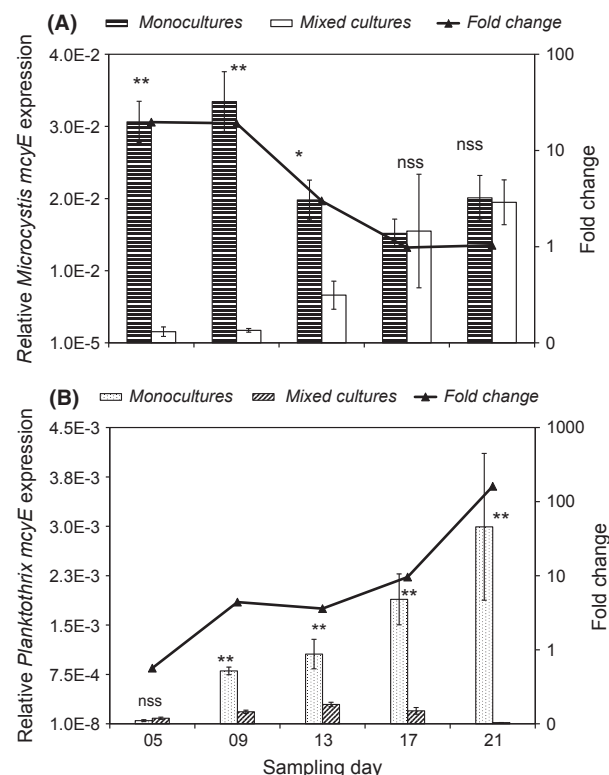 (A)
Monocultures Mixed cultures Fold change
Relative Microcystis mcyE expression
4.0E-2
3.0E-2
2.0E-2
1.0E-2
1.0E-5
**
**
*
nss
nss
100
10
1
0
Fold change
(B)
Monocultures Mixed cultures Fold change
Relative Planktothrix mcyE expression
4.5E-3
3.8E-3
3.0E-3
2.3E-3
1.5E-3
7.5E-4
1.0E-8
nss
**
**
**
**
1000
100
10
1
0
Fold change
05 09 13 17 21
Sampling day